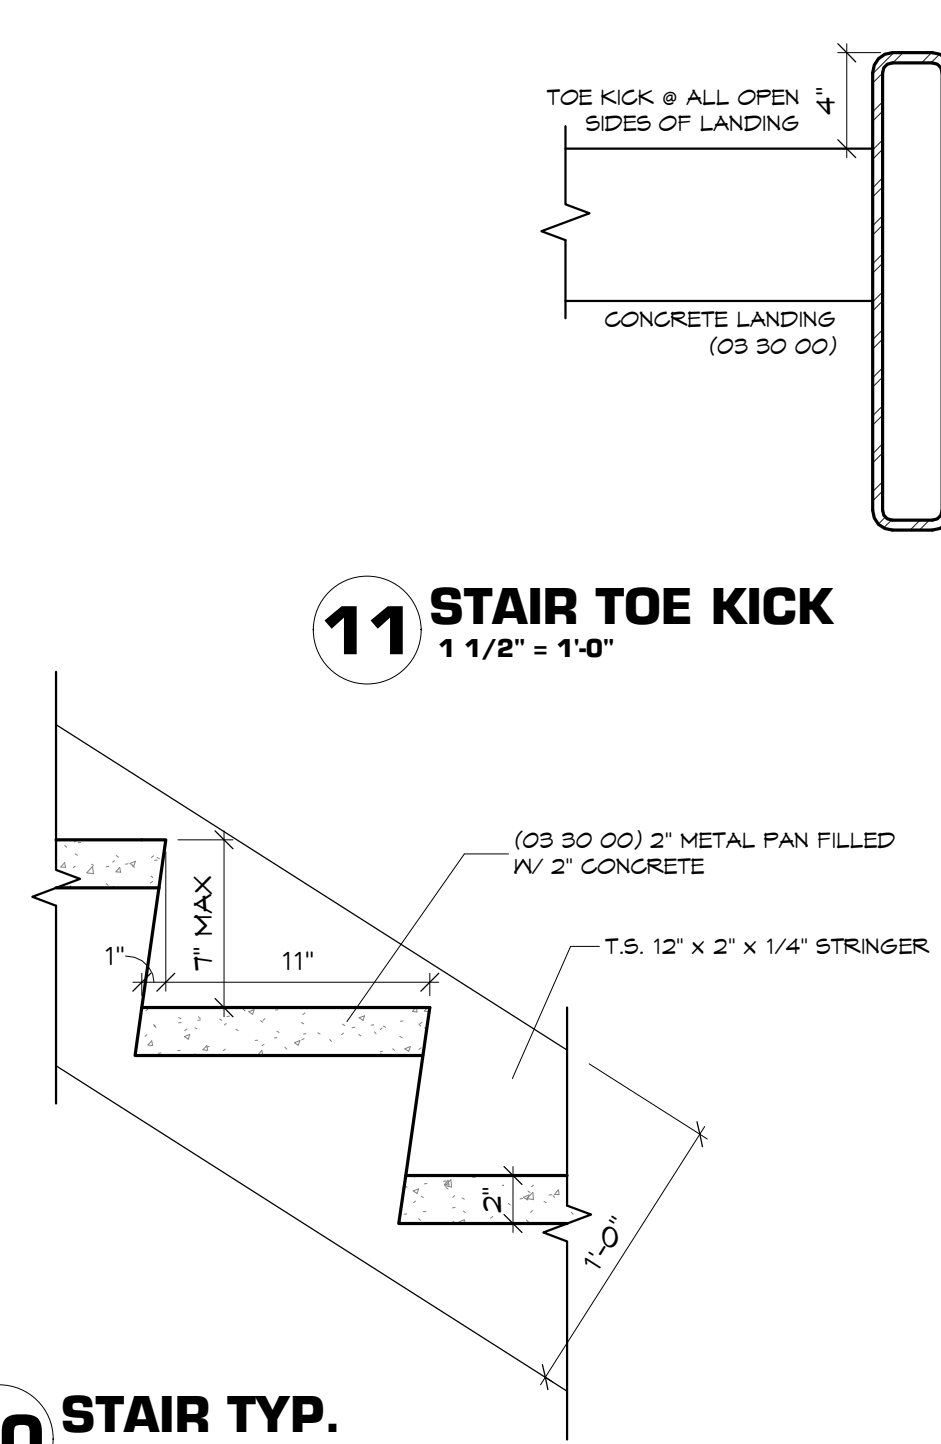 TOE KICK @ ALL OPEN
SIDES OF LANDING
4"
CONCRETE LANDING
(03 30 00)
11
STAIR TOE KICK
1 1/2" = 1'-0"
(03 30 00) 2" METAL PAN FILLED
W/ 2" CONCRETE
7" MAX
T.S. 12" x 2" x 1/4" STRINGER
1"
11"
2"
1'-0"
STAIR TYP.